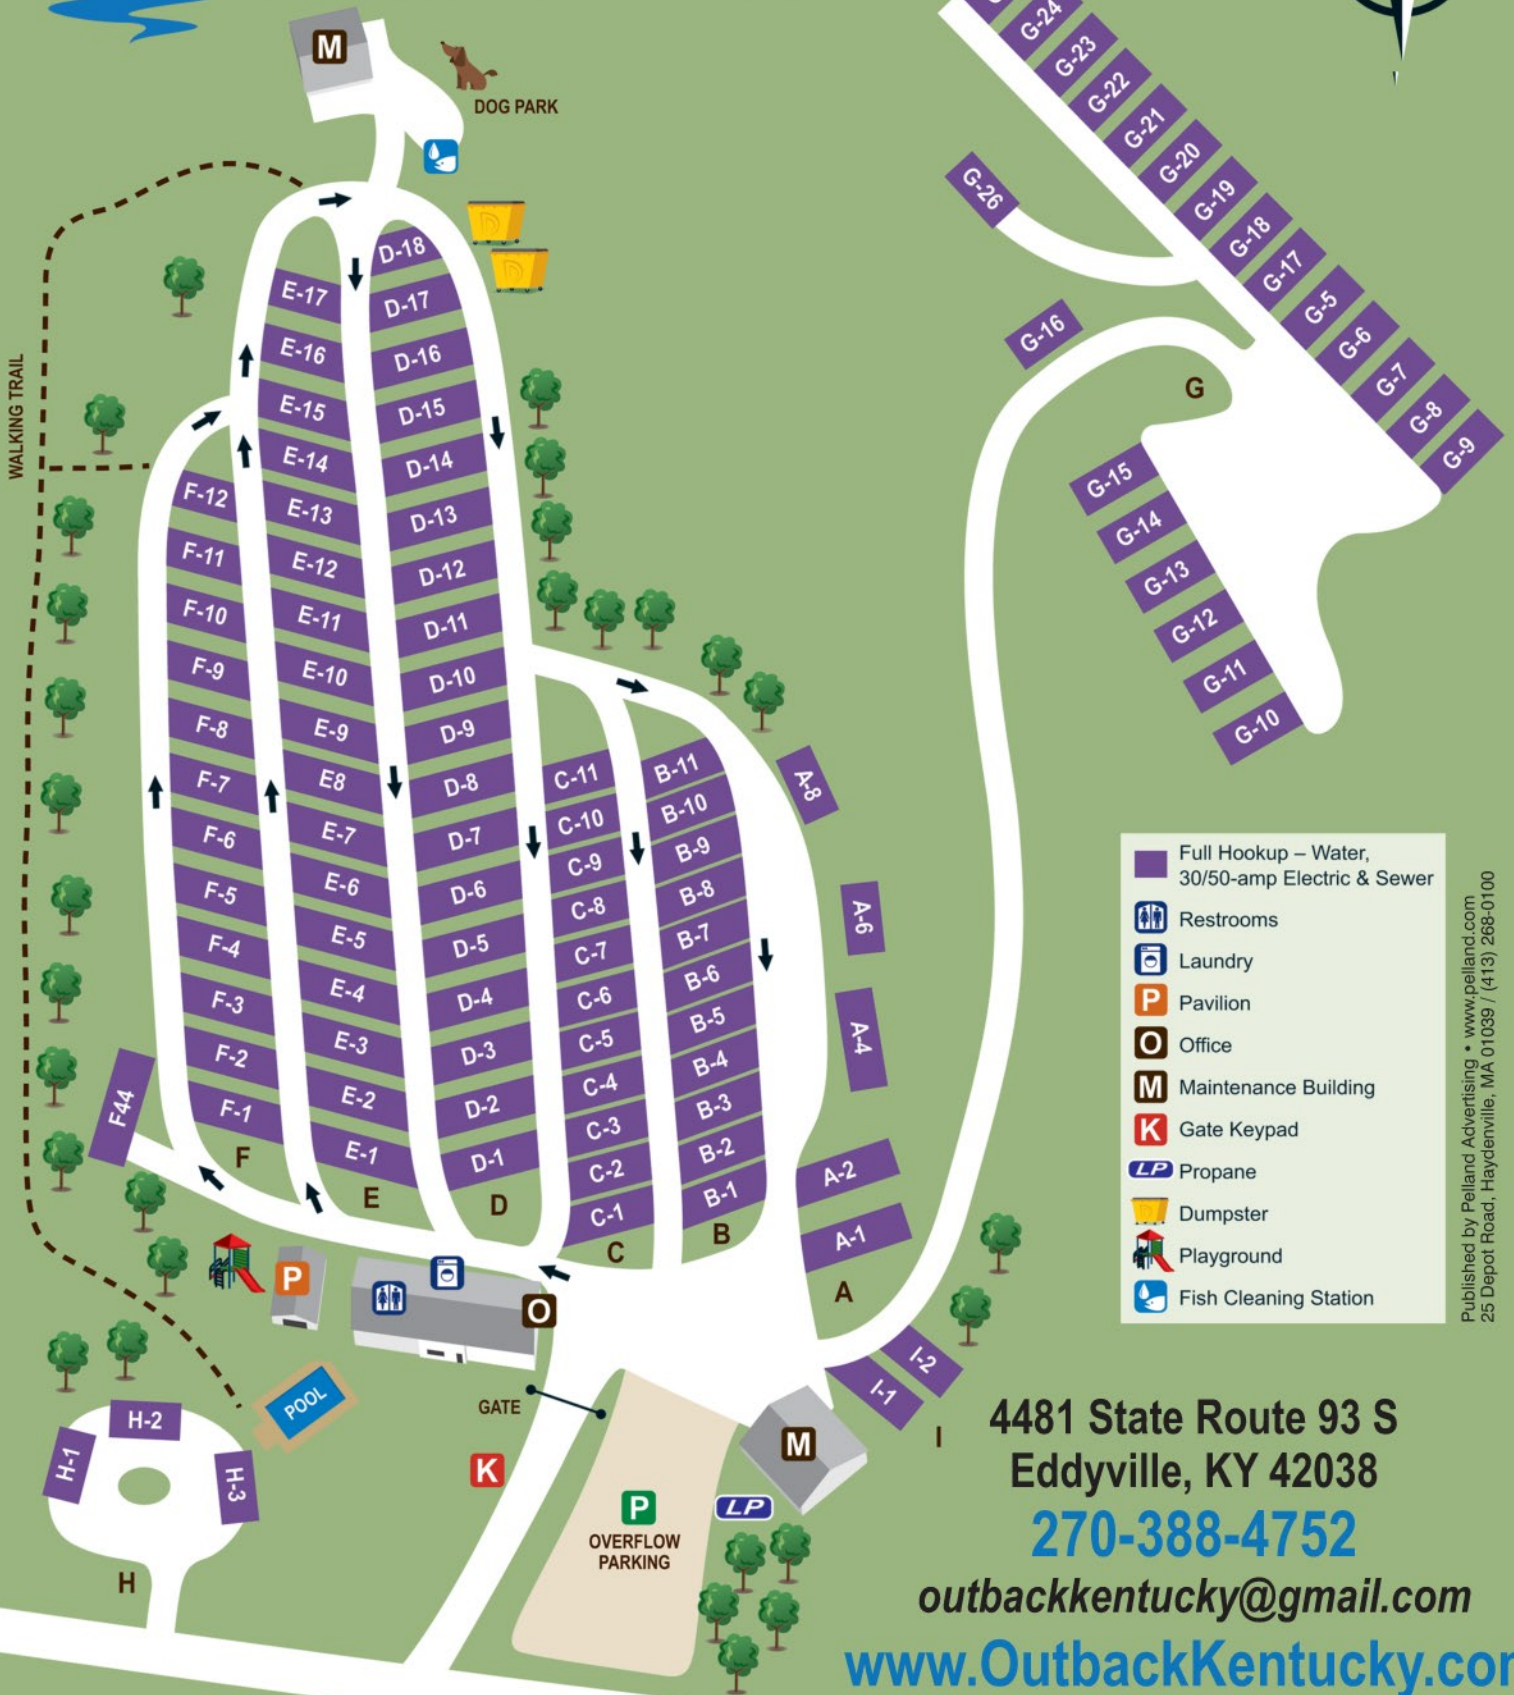 M
DOG PARK
WALKING TRAIL
G-24
G-23
G-22
G-21
G-20
G-19
G-18
G-17
G-5
G-6
G-7
G-8
G-9
G-26
G-16
G
G-15
G-14
G-13
G-12
G-11
G-10
D-18
D-17
D-16
D-15
D-14
D-13
D-12
D-11
D-10
D-9
D-8
D-7
D-6
D-5
D-4
D-3
D-2
D-1
D
E-17
E-16
E-15
E-14
E-13
E-12
E-11
E-10
E-9
E8
E-7
E-6
E-5
E-4
E-3
E-2
E-1
E
F-12
F-11
F-10
F-9
F-8
F-7
F-6
F-5
F-4
F-3
F-2
F-1
F
F44
C-11
C-10
C-9
C-8
C-7
C-6
C-5
C-4
C-3
C-2
C-1
C
B-11
B-10
B-9
B-8
B-7
B-6
B-5
B-4
B-3
B-2
B-1
B
A-8
A-6
A-4
A-2
A-1
A
I-2
I-1
I
P
O
POOL
GATE
K
M
LP
P
OVERFLOW
PARKING
H-2
H-1
H-3
H
Full Hookup – Water,
30/50-amp Electric & Sewer
Restrooms
Laundry
P Pavilion
O Office
M Maintenance Building
K Gate Keypad
LP Propane
Dumpster
Playground
Fish Cleaning Station
Published by Pelland Advertising • www.pelland.com
25 Depot Road, Haydenville, MA 01039 / (413) 268-0100
4481 State Route 93 S
Eddyville, KY 42038
270-388-4752
outbackkentucky@gmail.com
www.OutbackKentucky.com